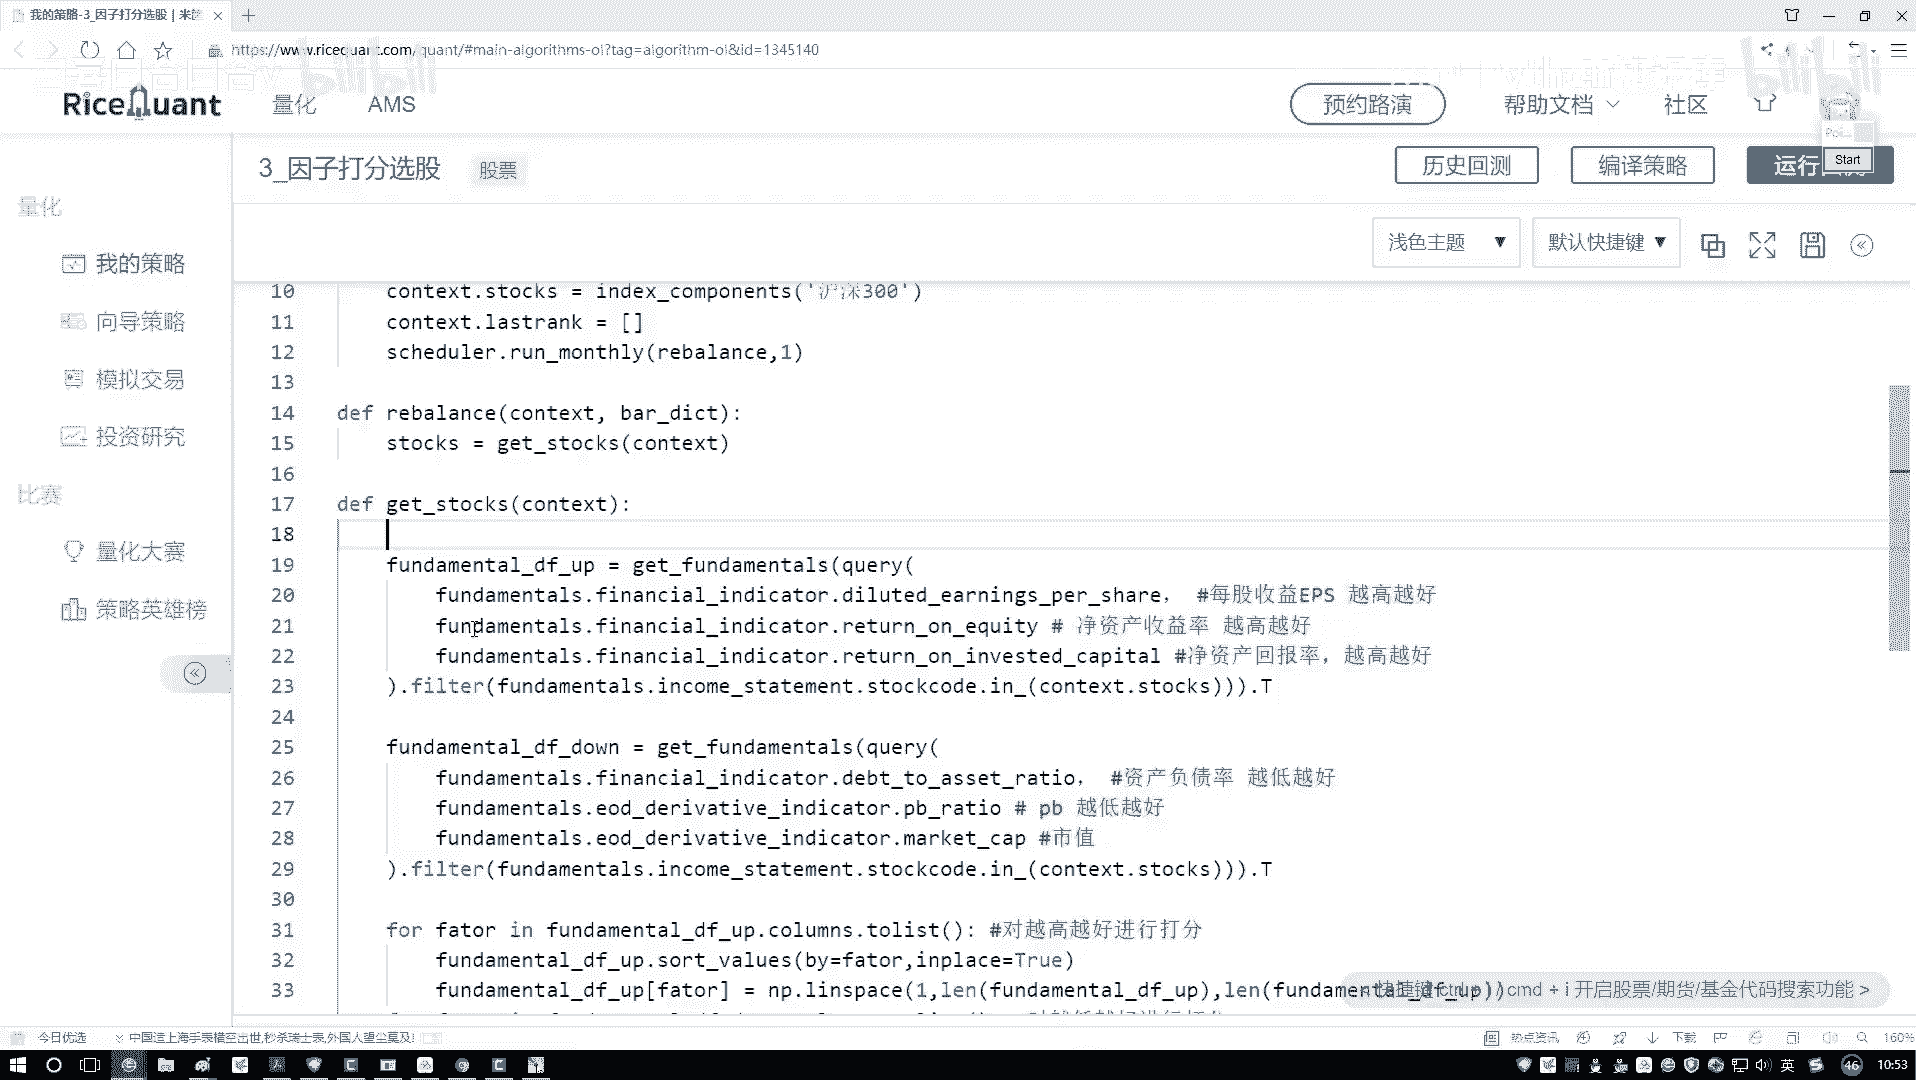 我的策略-3_因子打分选股 | 米筐
https://www.ricequant.com/quant/#main-algorithms-ol?tag=algorithm-ol&id=1345140
RiceQuant
量化
AMS
预约路演
帮助文档
社区
Start
3_因子打分选股
股票
历史回测
编译策略
运行回测
浅色主题
默认快捷键
量化
我的策略
向导策略
模拟交易
投资研究
比赛
量化大赛
策略英雄榜
10 context.stocks = index_components('沪深300')
11 context.lastrank = []
12 scheduler.run_monthly(rebalance,1)
13
14 def rebalance(context, bar_dict):
15 stocks = get_stocks(context)
16
17 def get_stocks(context):
18
19 fundamental_df_up = get_fundamentals(query(
20 fundamentals.financial_indicator.diluted_earnings_per_share， #每股收益EPS 越高越好
21 fundamentals.financial_indicator.return_on_equity # 净资产收益率 越高越好
22 fundamentals.financial_indicator.return_on_invested_capital #净资产回报率，越高越好
23 ).filter(fundamentals.income_statement.stockcode.in_(context.stocks))).T
24
25 fundamental_df_down = get_fundamentals(query(
26 fundamentals.financial_indicator.debt_to_asset_ratio， #资产负债率 越低越好
27 fundamentals.eod_derivative_indicator.pb_ratio # pb 越低越好
28 fundamentals.eod_derivative_indicator.market_cap #市值
29 ).filter(fundamentals.income_statement.stockcode.in_(context.stocks))).T
30
31 for fator in fundamental_df_up.columns.tolist(): #对越高越好进行打分
32 fundamental_df_up.sort_values(by=fator,inplace=True)
33 fundamental_df_up[fator] = np.linspace(1,len(fundamental_df_up),len(fundamental_df_up))
cmd + i 开启股票/期货/基金代码搜索功能 >
今日优选
中国造上海手表横空出世,秒杀瑞士表,外国人望尘莫及!
热点资讯
下载
160%
英
46
10:53